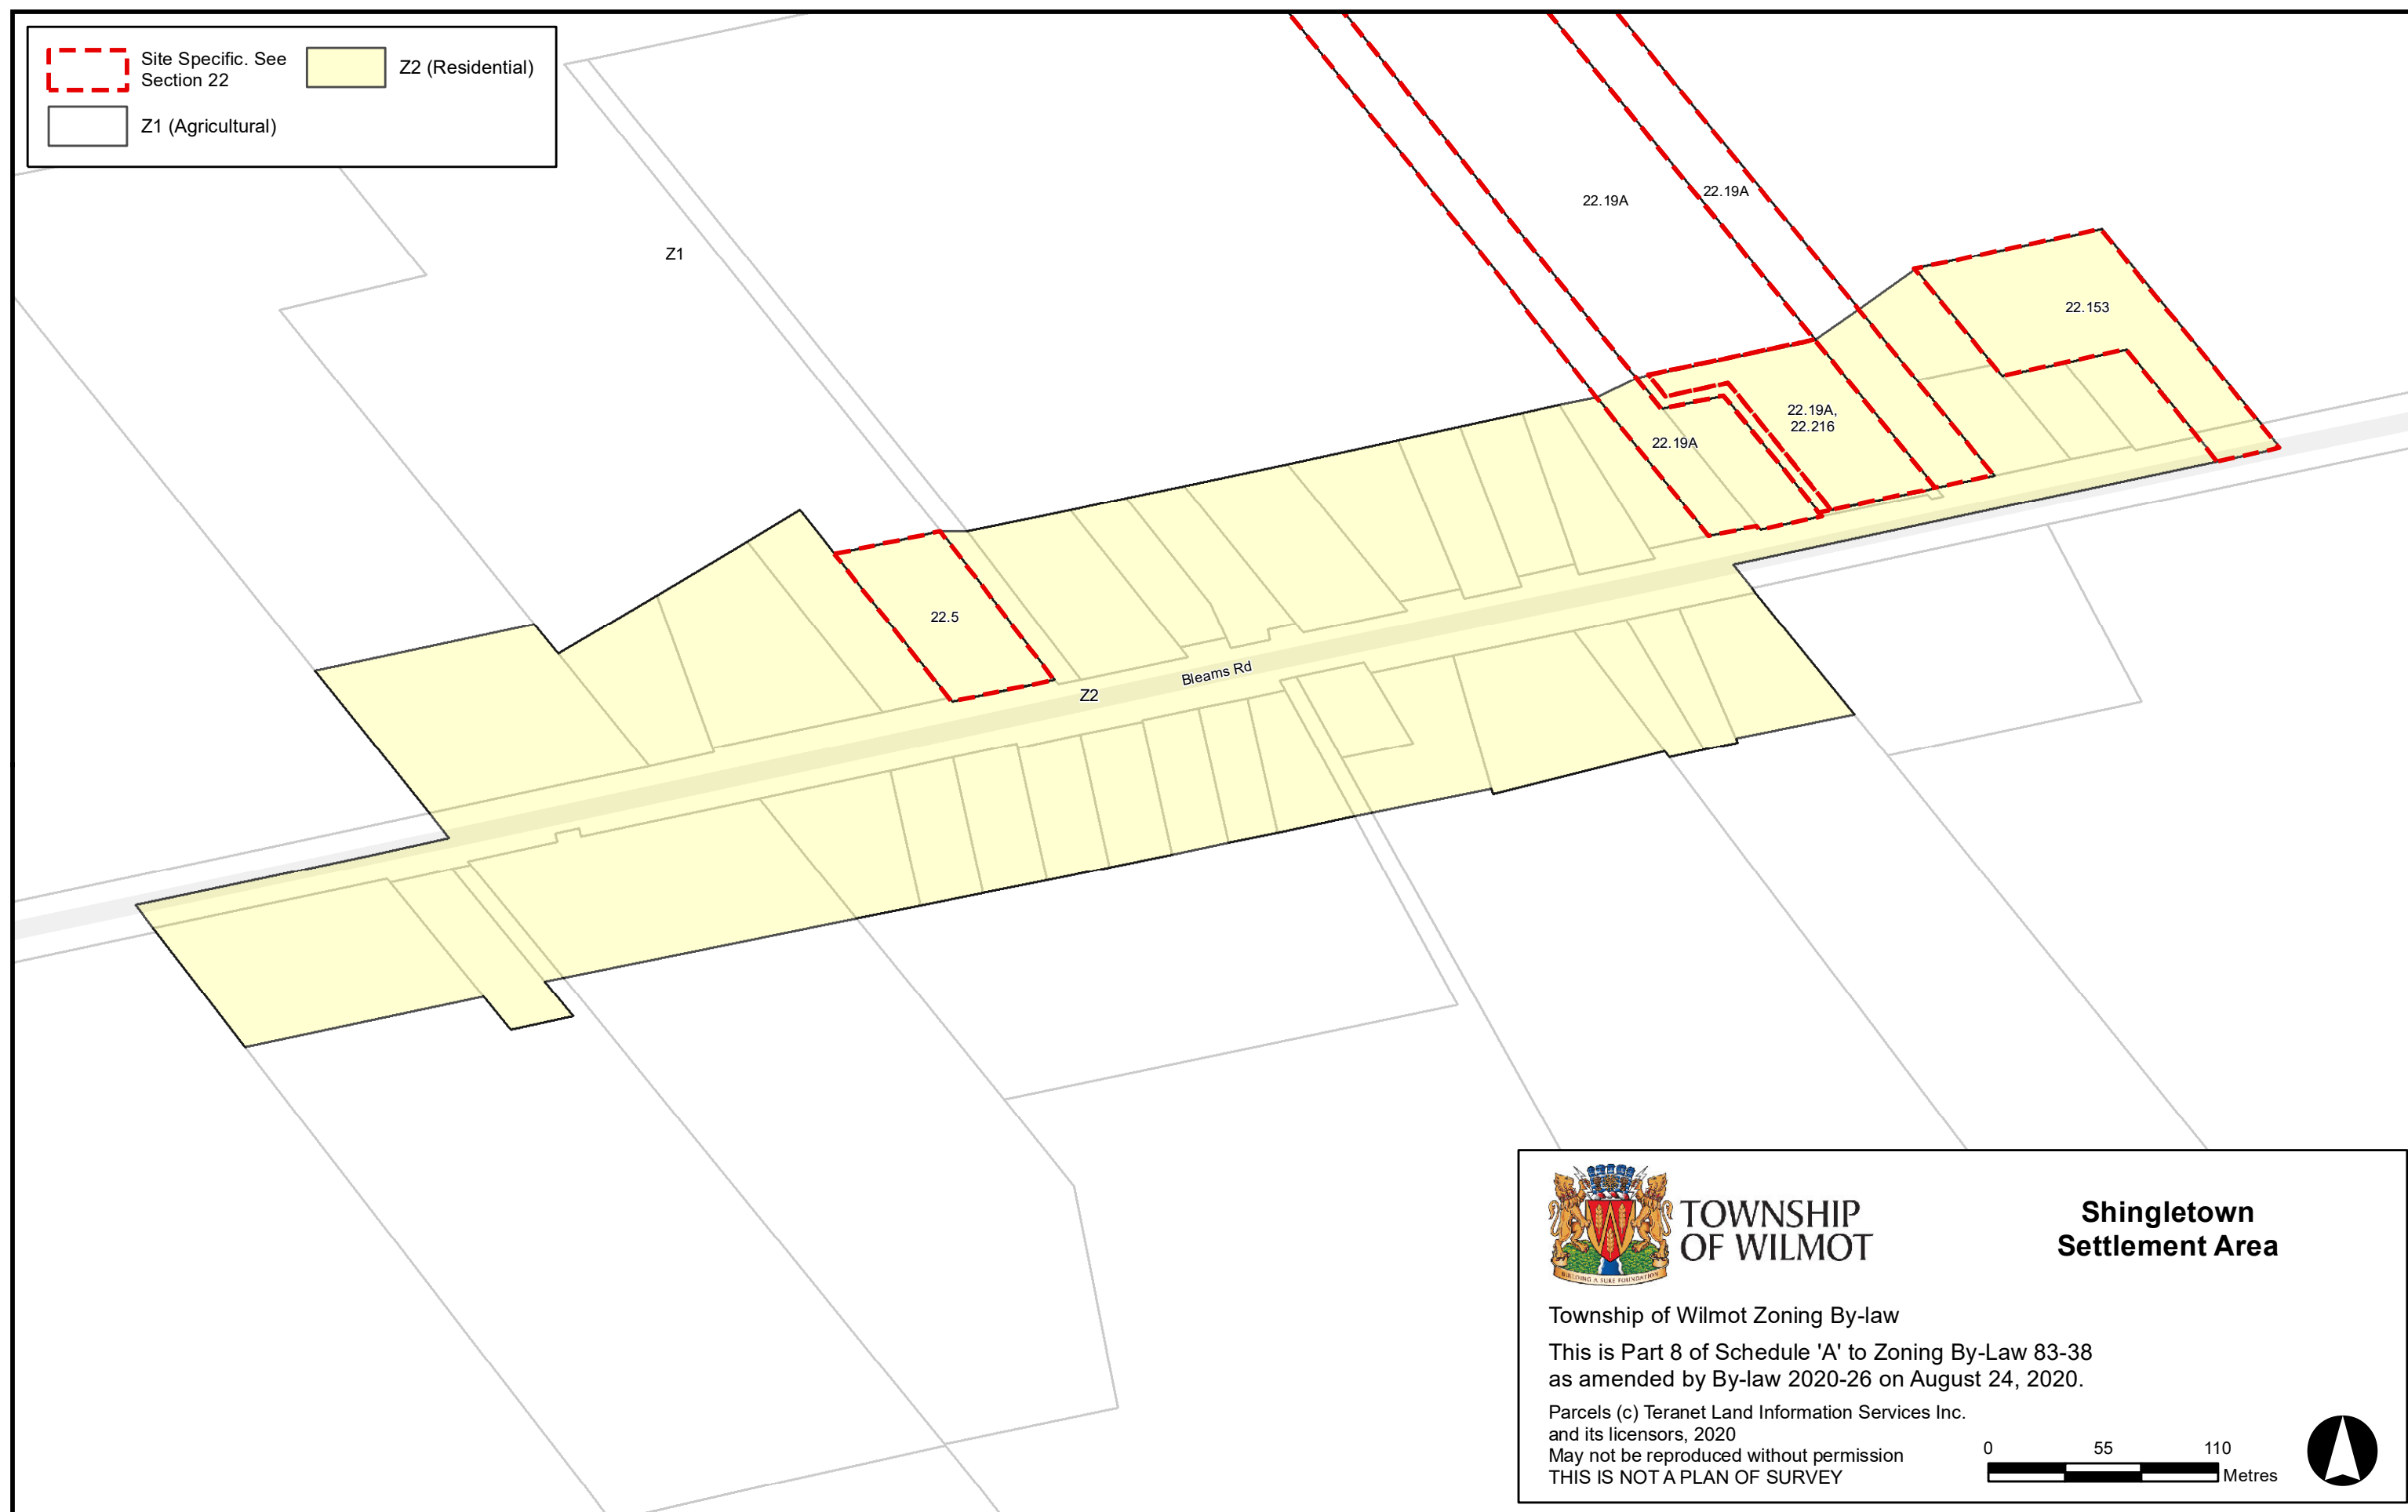 Site Specific. See
Section 22
Z2 (Residential)
Z1 (Agricultural)
22.19A
22.19A
Z1
22.153
22.19A,
22.216
22.19A
22.5
Bleams Rd
Z2
BUILDING A SURE FOUNDATION
TOWNSHIP
OF WILMOT
Shingletown
Settlement Area
Township of Wilmot Zoning By-law
This is Part 8 of Schedule 'A' to Zoning By-Law 83-38
as amended by By-law 2020-26 on August 24, 2020.
Parcels (c) Teranet Land Information Services Inc.
and its licensors, 2020
May not be reproduced without permission
THIS IS NOT A PLAN OF SURVEY
0 55 110
Metres